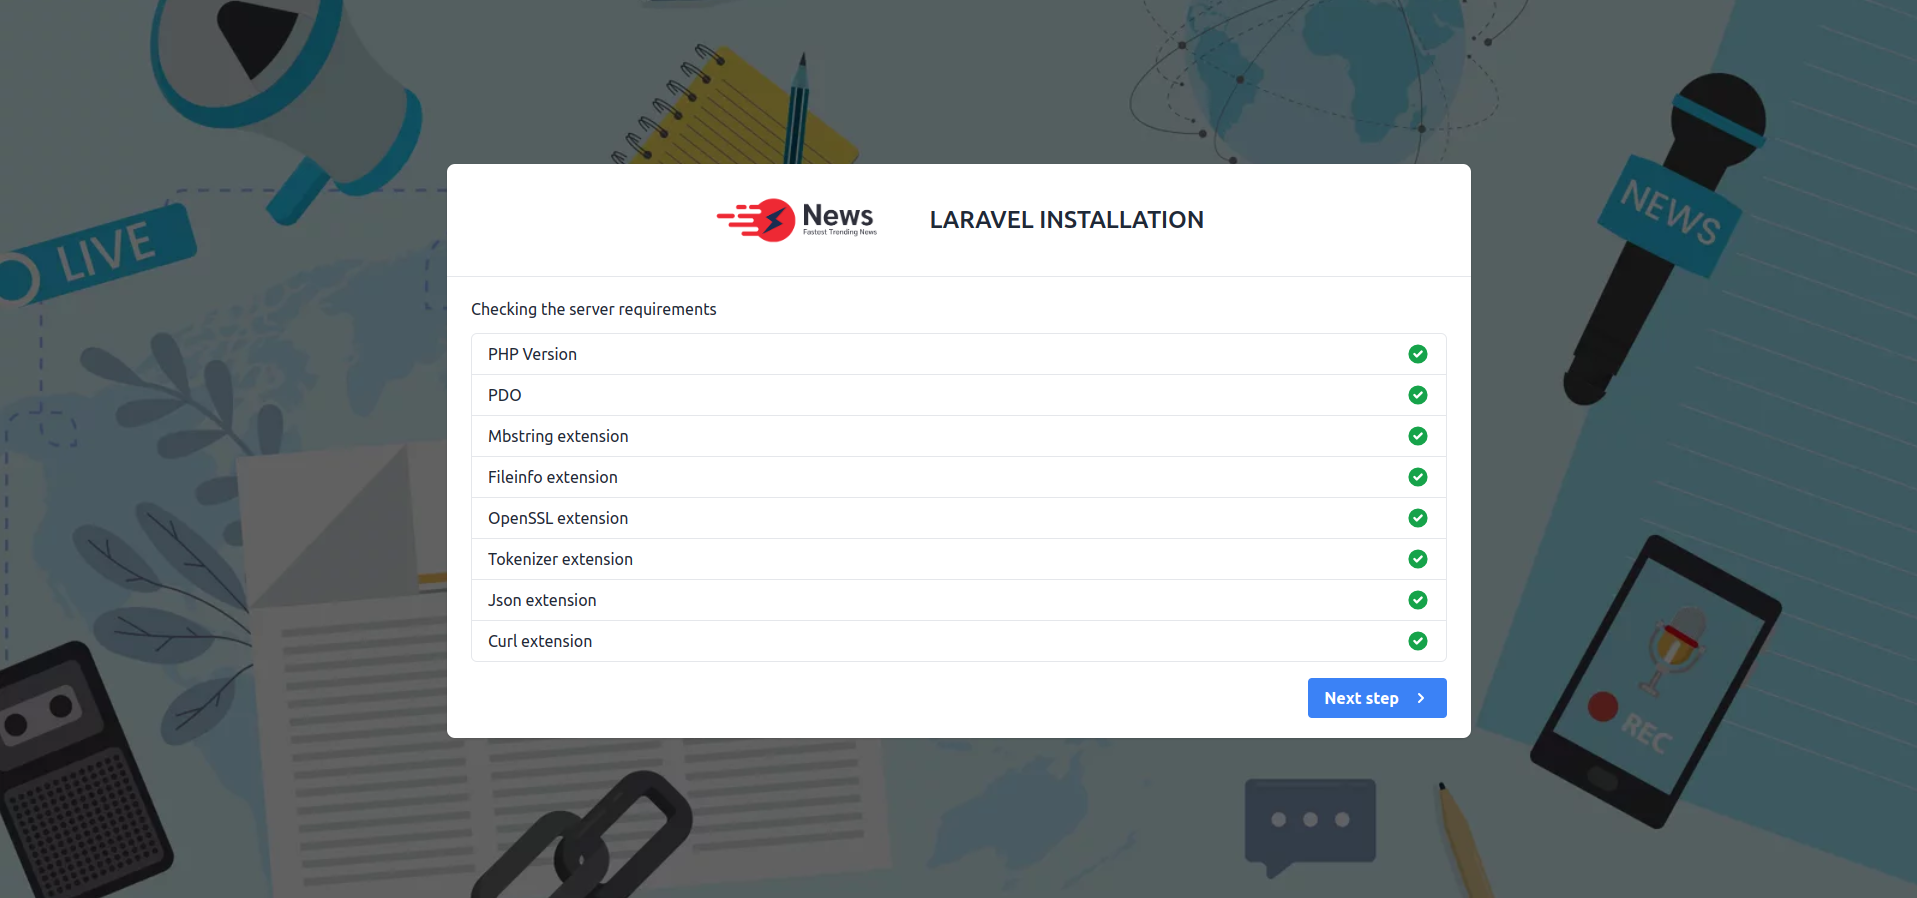 LIVE
NEWS
News
Fastest Trending News
LARAVEL INSTALLATION
Checking the server requirements
PHP Version
PDO
Mbstring extension
Fileinfo extension
OpenSSL extension
Tokenizer extension
Json extension
Curl extension
Next step
REC